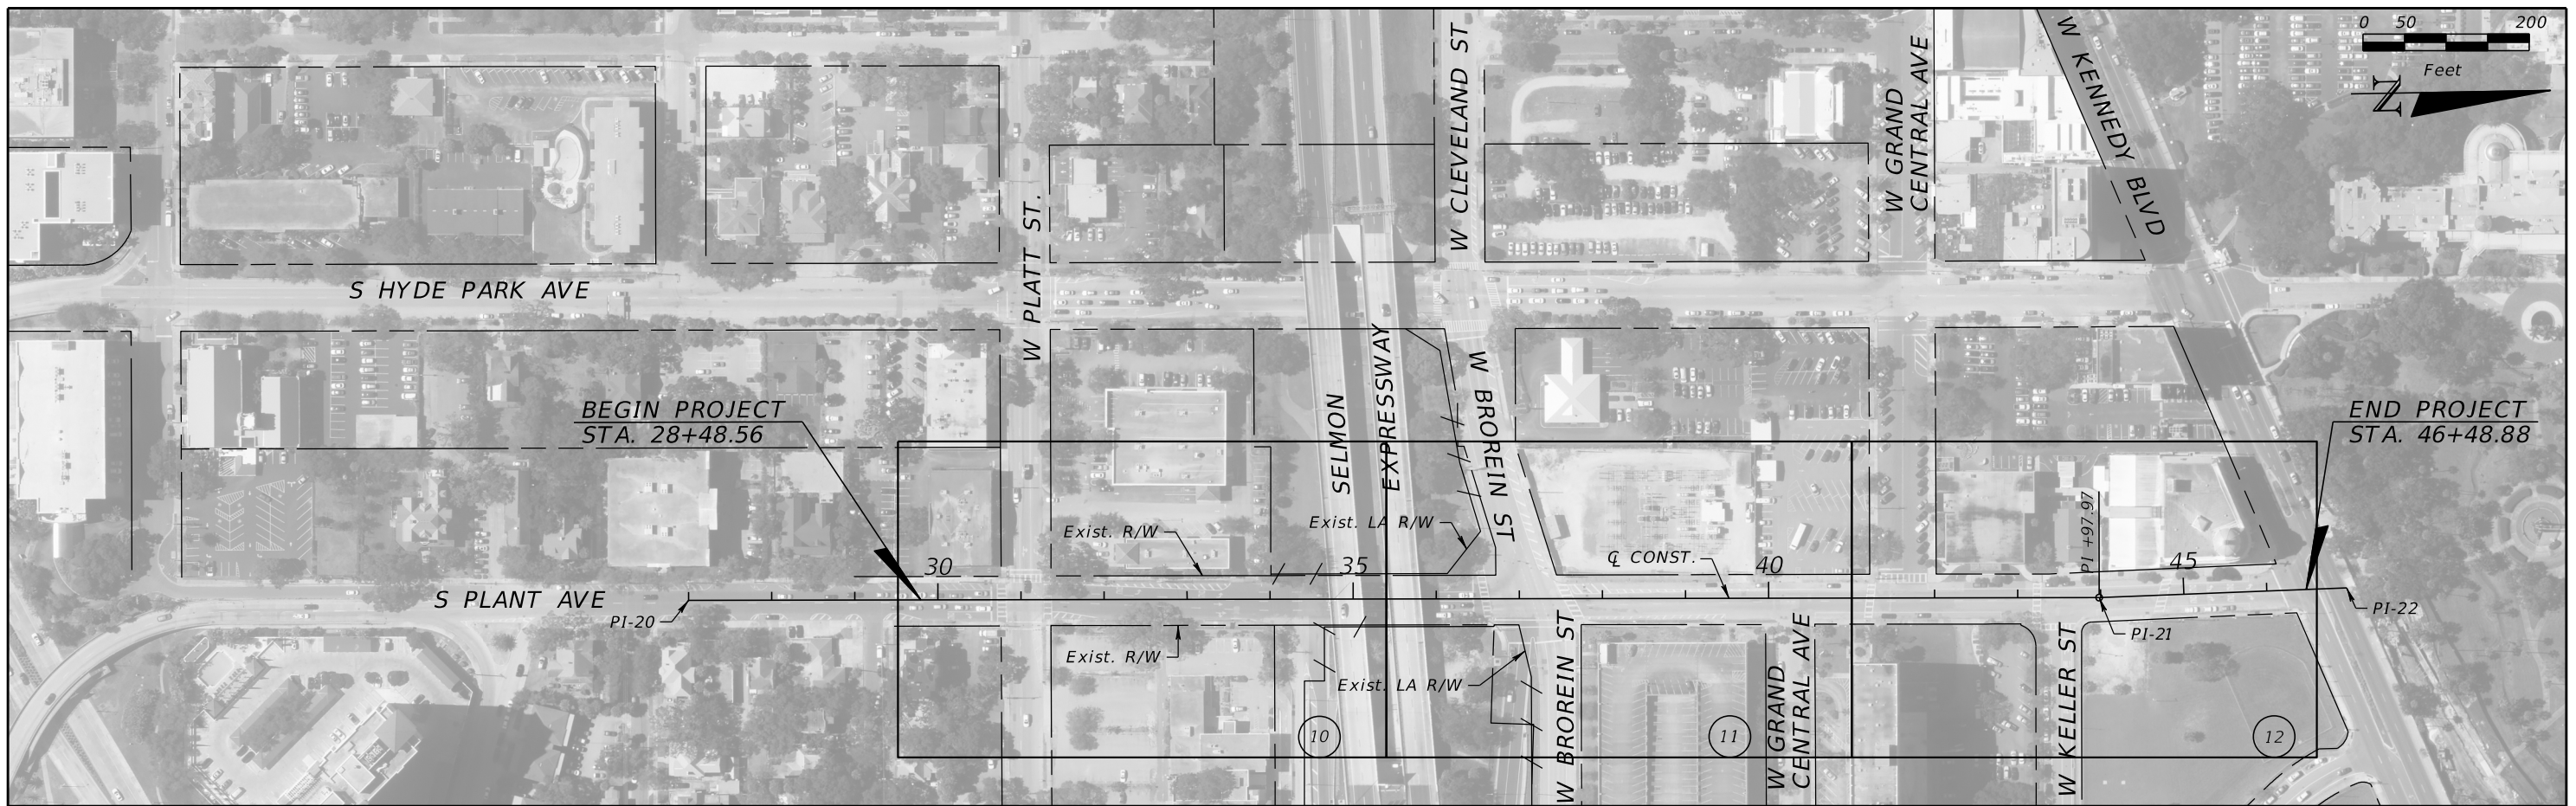 0 50 200
Feet
N
W KENNEDY BLVD
W GRAND
CENTRAL AVE
W CLEVELAND ST
W PLATT ST.
S HYDE PARK AVE
BEGIN PROJECT
STA. 28+48.56
SELMON
EXPRESSWAY
W BROREIN ST
END PROJECT
STA. 46+48.88
Exist. R/W
Exist. LA R/W
℄ CONST.
PI +97.97
30
35
40
45
S PLANT AVE
PI-20
PI-21
PI-22
Exist. R/W
Exist. LA R/W
W BROREIN ST
W GRAND
CENTRAL AVE
W KELLER ST
10
11
12